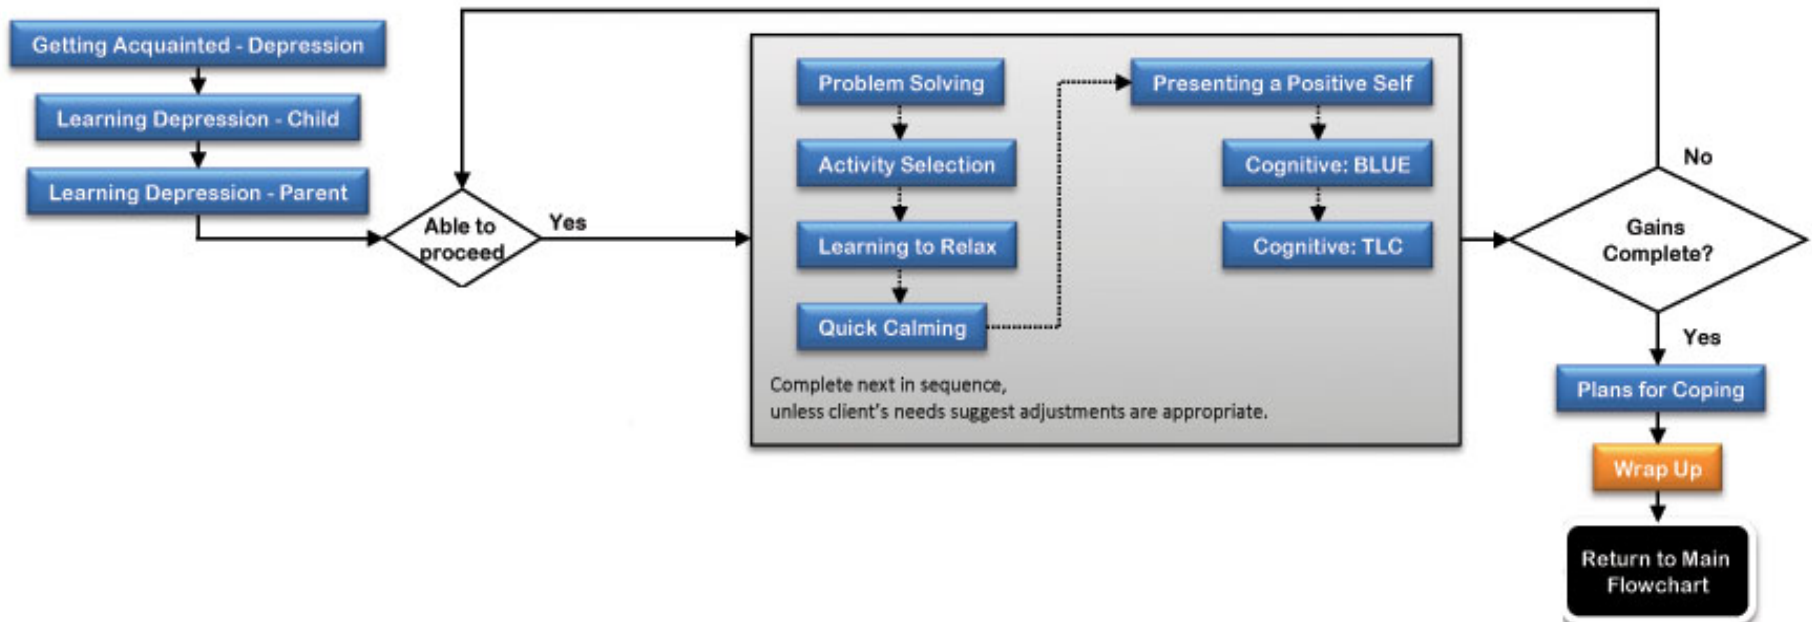 Getting Acquainted - Depression
Learning Depression - Child
Learning Depression - Parent
Able to
proceed
Yes
Problem Solving
Activity Selection
Learning to Relax
Quick Calming
Presenting a Positive Self
Cognitive: BLUE
Cognitive: TLC
Complete next in sequence,
unless client's needs suggest adjustments are appropriate.
Gains
Complete?
No
Yes
Plans for Coping
Wrap Up
Return to Main
Flowchart